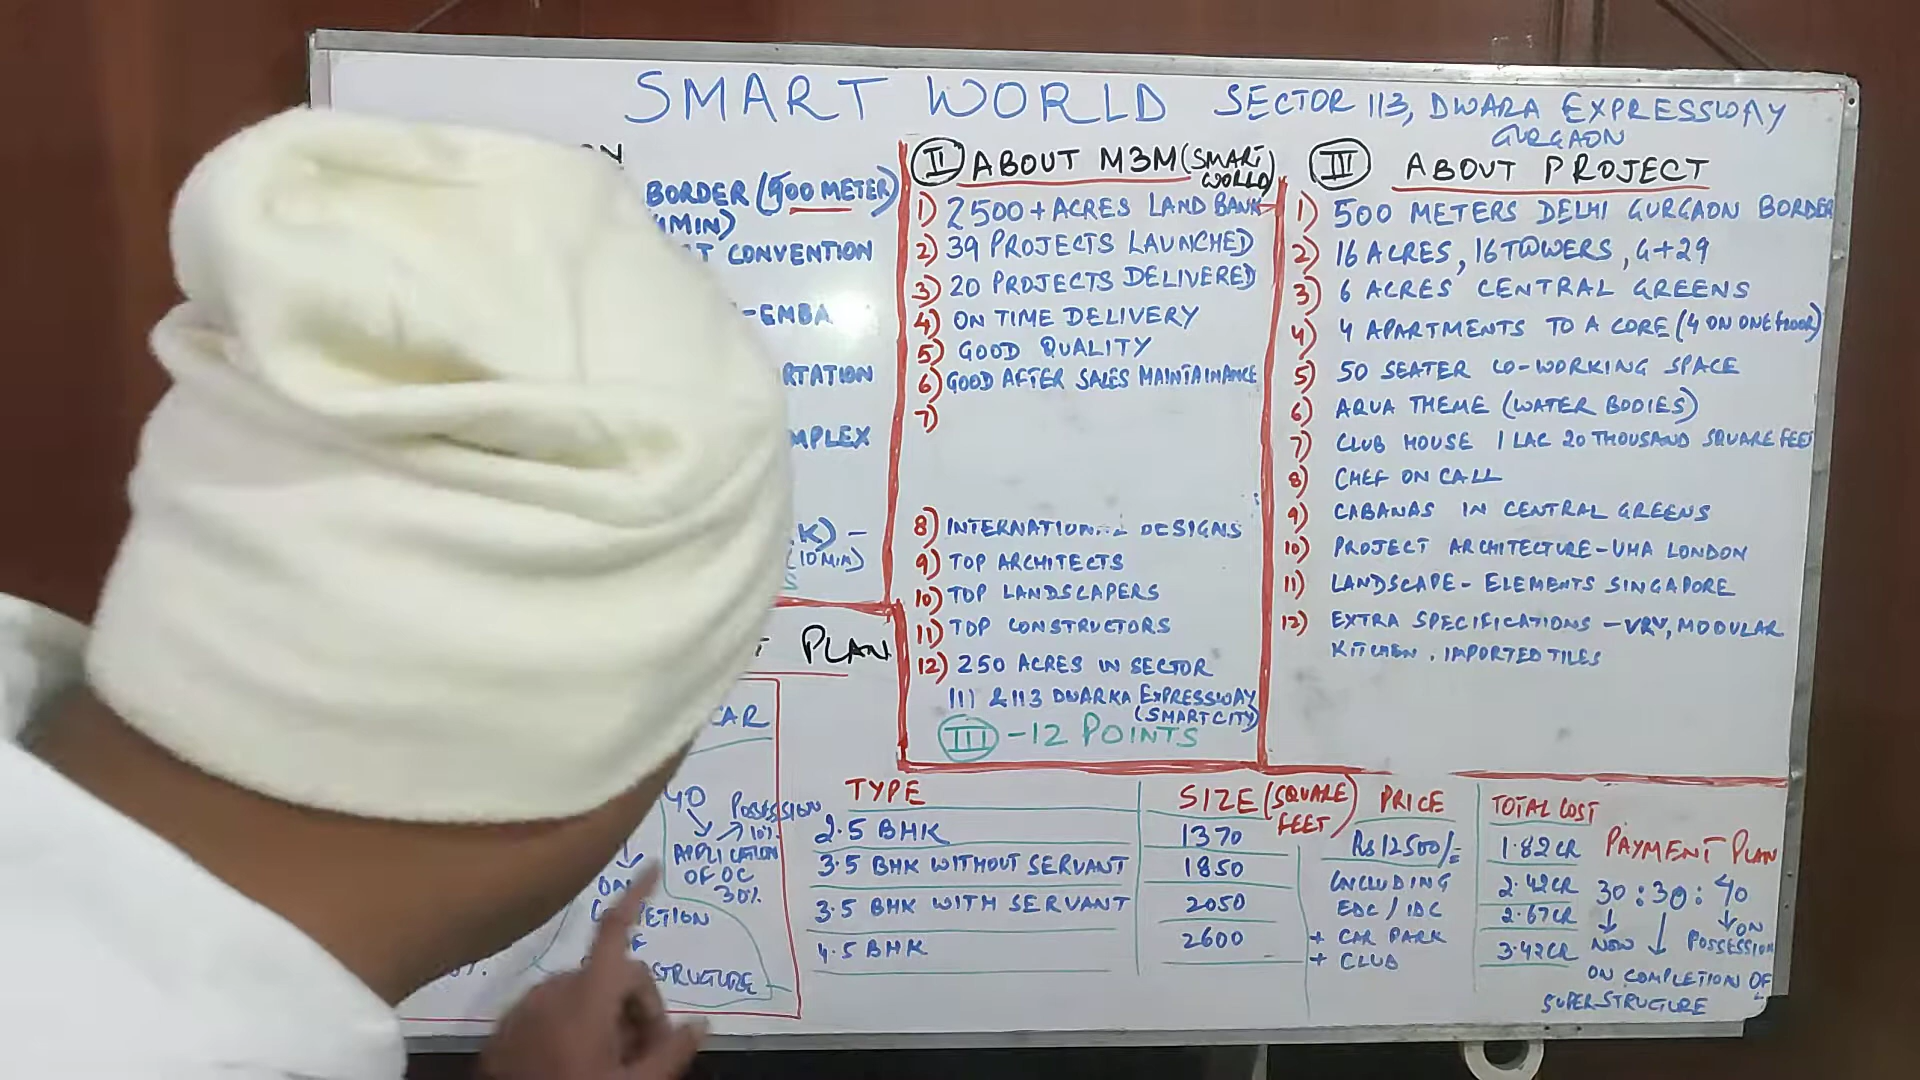 SMART WORLD SECTOR 113, DWARA EXPRESSWAY
GURGAON
BORDER (500 METER)
CONVENTION
-EMBA
(10 MIN)
PLAN
CAR
40
POSSESSION
10%
APPLICATION
OF OC
30%
ON
STRUCTURE
II ABOUT M3M (SMART
WORLD)
1) 2500+ ACRES LAND BANK
2) 39 PROJECTS LAUNCHED
3) 20 PROJECTS DELIVERED
4) ON TIME DELIVERY
5) GOOD QUALITY
6) GOOD AFTER SALES MAINTAINANCE
7)
8) DESIGNS
9) TOP ARCHITECTS
10) TOP LANDSCAPERS
11) TOP CONSTRUCTORS
12) 250 ACRES IN SECTOR
111 & 113 DWARKA EXPRESSWAY
(SMART CITY)
III - 12 POINTS
III ABOUT PROJECT
1) 500 METERS DELHI GURGAON BORDER
2) 16 ACRES, 16 TOWERS, G+29
3) 6 ACRES CENTRAL GREENS
4) 4 APARTMENTS TO A CORE (4 ON ONE FLOOR)
5) 50 SEATER CO-WORKING SPACE
6) AQUA THEME (WATER BODIES)
7) CLUB HOUSE 1 LAC 20 THOUSAND SQUARE FEET
8) CHEF ON CALL
9) CABANAS IN CENTRAL GREENS
10) PROJECT ARCHITECTURE - UHA LONDON
11) LANDSCAPE - ELEMENTS SINGAPORE
12) EXTRA SPECIFICATIONS - VRV, MODULAR
KITCHEN, IMPORTED TILES
TYPE SIZE (SQUARE FEET) PRICE TOTAL COST
2.5 BHK 1370 Rs 12500/= 1.82 CR
3.5 BHK WITHOUT SERVANT 1850 INCLUDING 2.42 CR
3.5 BHK WITH SERVANT 2050 EDC / IDC 2.67 CR
4.5 BHK 2600 + CAR PARK 3.42 CR
+ CLUB
PAYMENT PLAN
30 : 30 : 40
NOW ON POSSESSION
ON COMPLETION OF
SUPERSTRUCTURE